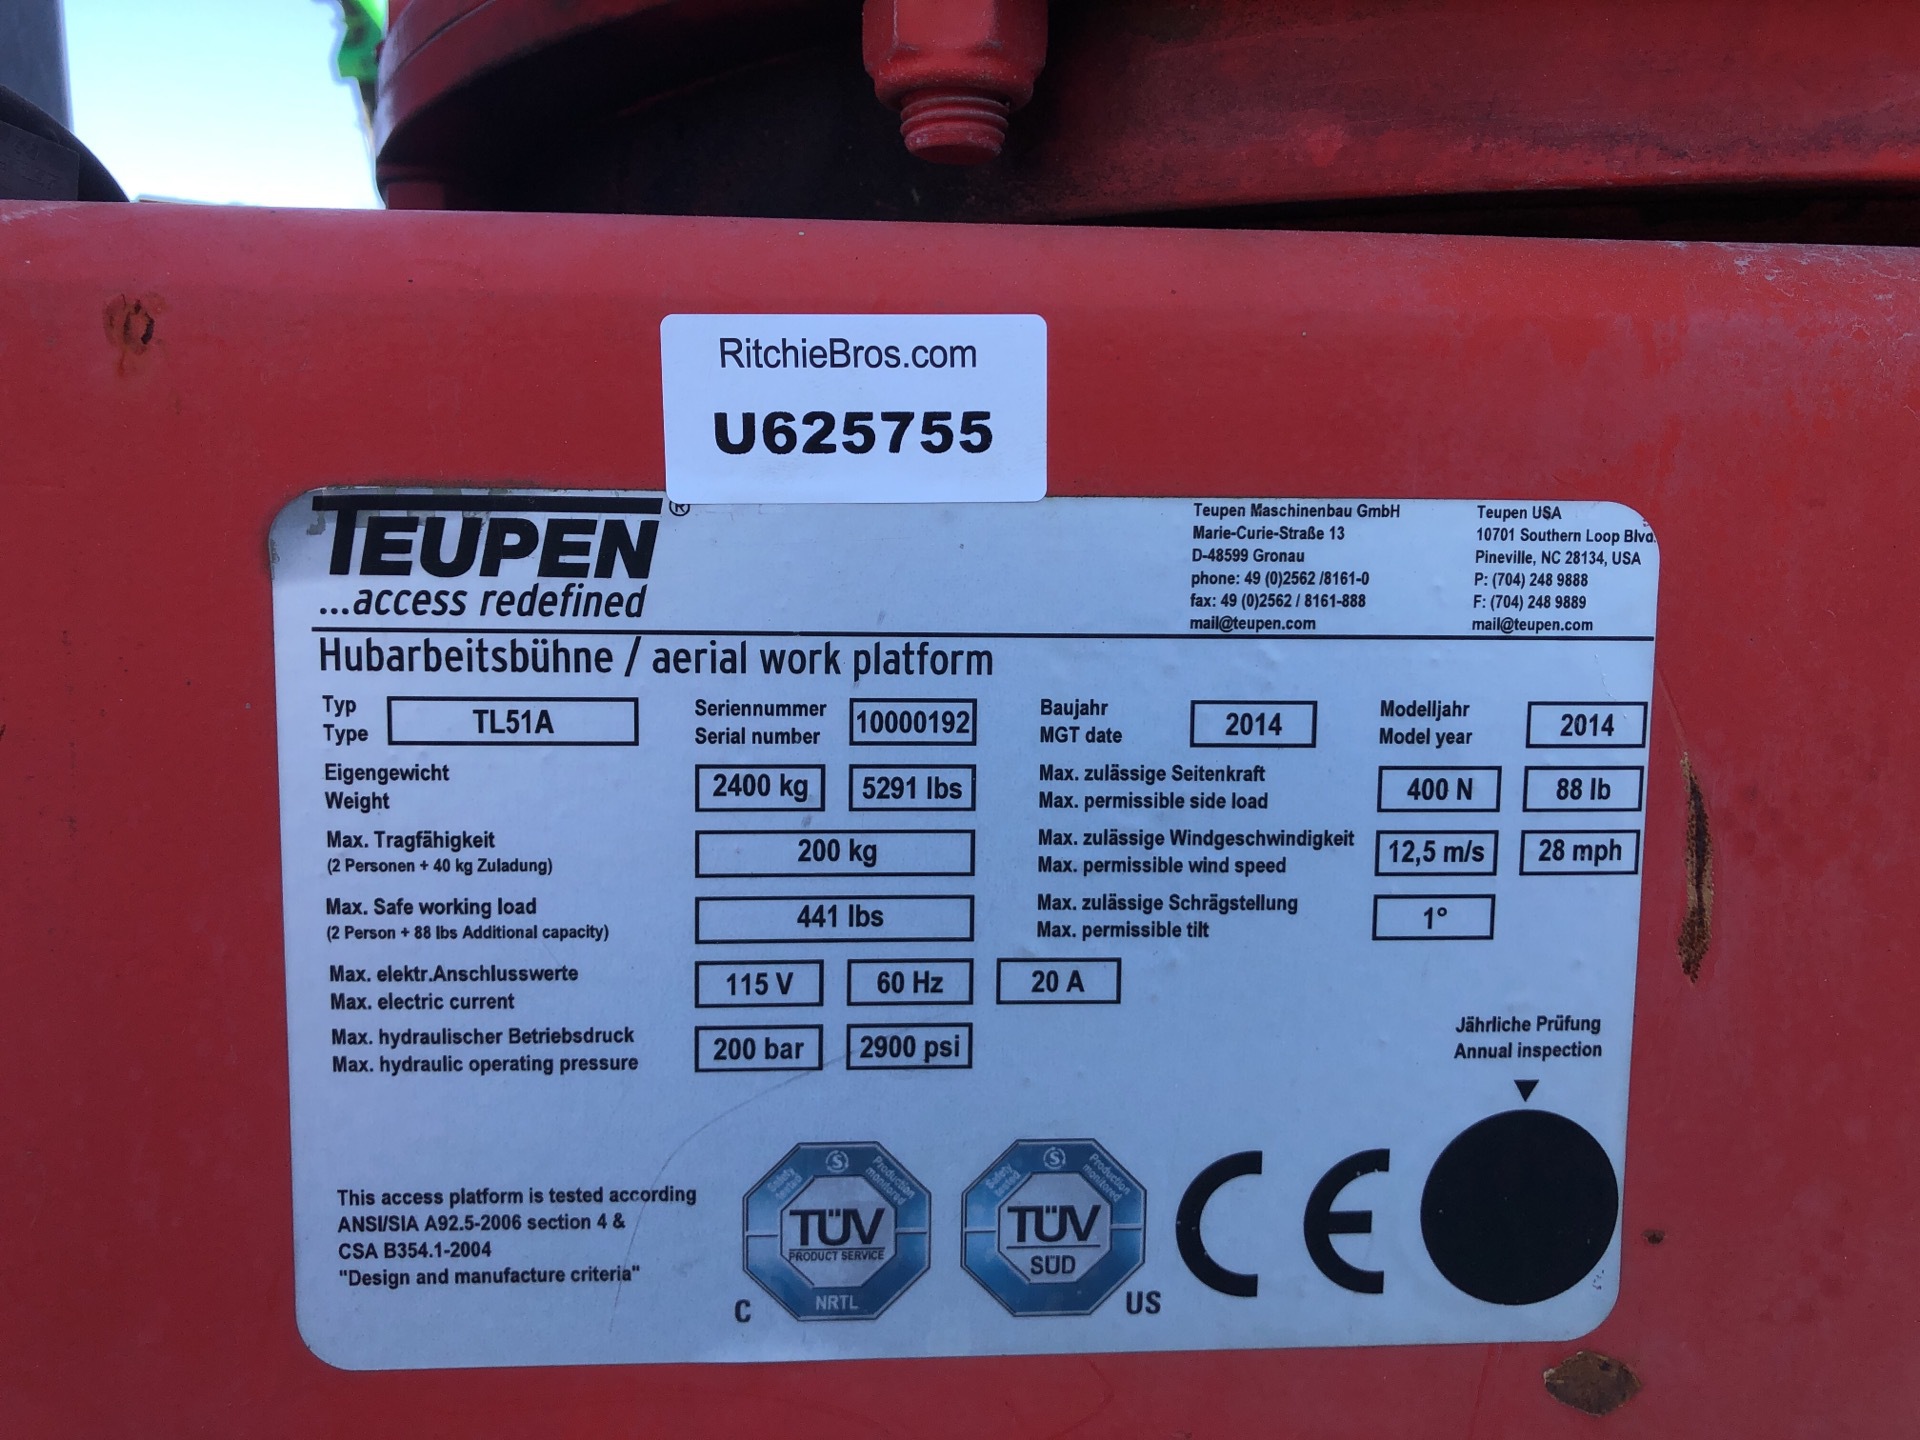 RitchieBros.com
U625755
TEUPEN®
...access redefined
Teupen Maschinenbau GmbH
Marie-Curie-Straße 13
D-48599 Gronau
phone: 49 (0)2562 /8161-0
fax: 49 (0)2562 / 8161-888
mail@teupen.com
Teupen USA
10701 Southern Loop Blvd.
Pineville, NC 28134, USA
P: (704) 248 9888
F: (704) 248 9889
mail@teupen.com
Hubarbeitsbühne / aerial work platform
Typ
Type
TL51A
Seriennummer
Serial number
10000192
Baujahr
MGT date
2014
Modelljahr
Model year
2014
Eigengewicht
Weight
2400 kg
5291 lbs
Max. zulässige Seitenkraft
Max. permissible side load
400 N
88 lb
Max. Tragfähigkeit
(2 Personen + 40 kg Zuladung)
200 kg
Max. zulässige Windgeschwindigkeit
Max. permissible wind speed
12,5 m/s
28 mph
Max. Safe working load
(2 Person + 88 lbs Additional capacity)
441 lbs
Max. zulässige Schrägstellung
Max. permissible tilt
1°
Max. elektr.Anschlusswerte
Max. electric current
115 V
60 Hz
20 A
Max. hydraulischer Betriebsdruck
Max. hydraulic operating pressure
200 bar
2900 psi
Jährliche Prüfung
Annual inspection
This access platform is tested according
ANSI/SIA A92.5-2006 section 4 &
CSA B354.1-2004
"Design and manufacture criteria"
C
Safety tested
S
Production monitored
TÜV
PRODUCT SERVICE
NRTL
Safety tested
S
Production monitored
TÜV
SÜD
US
CE